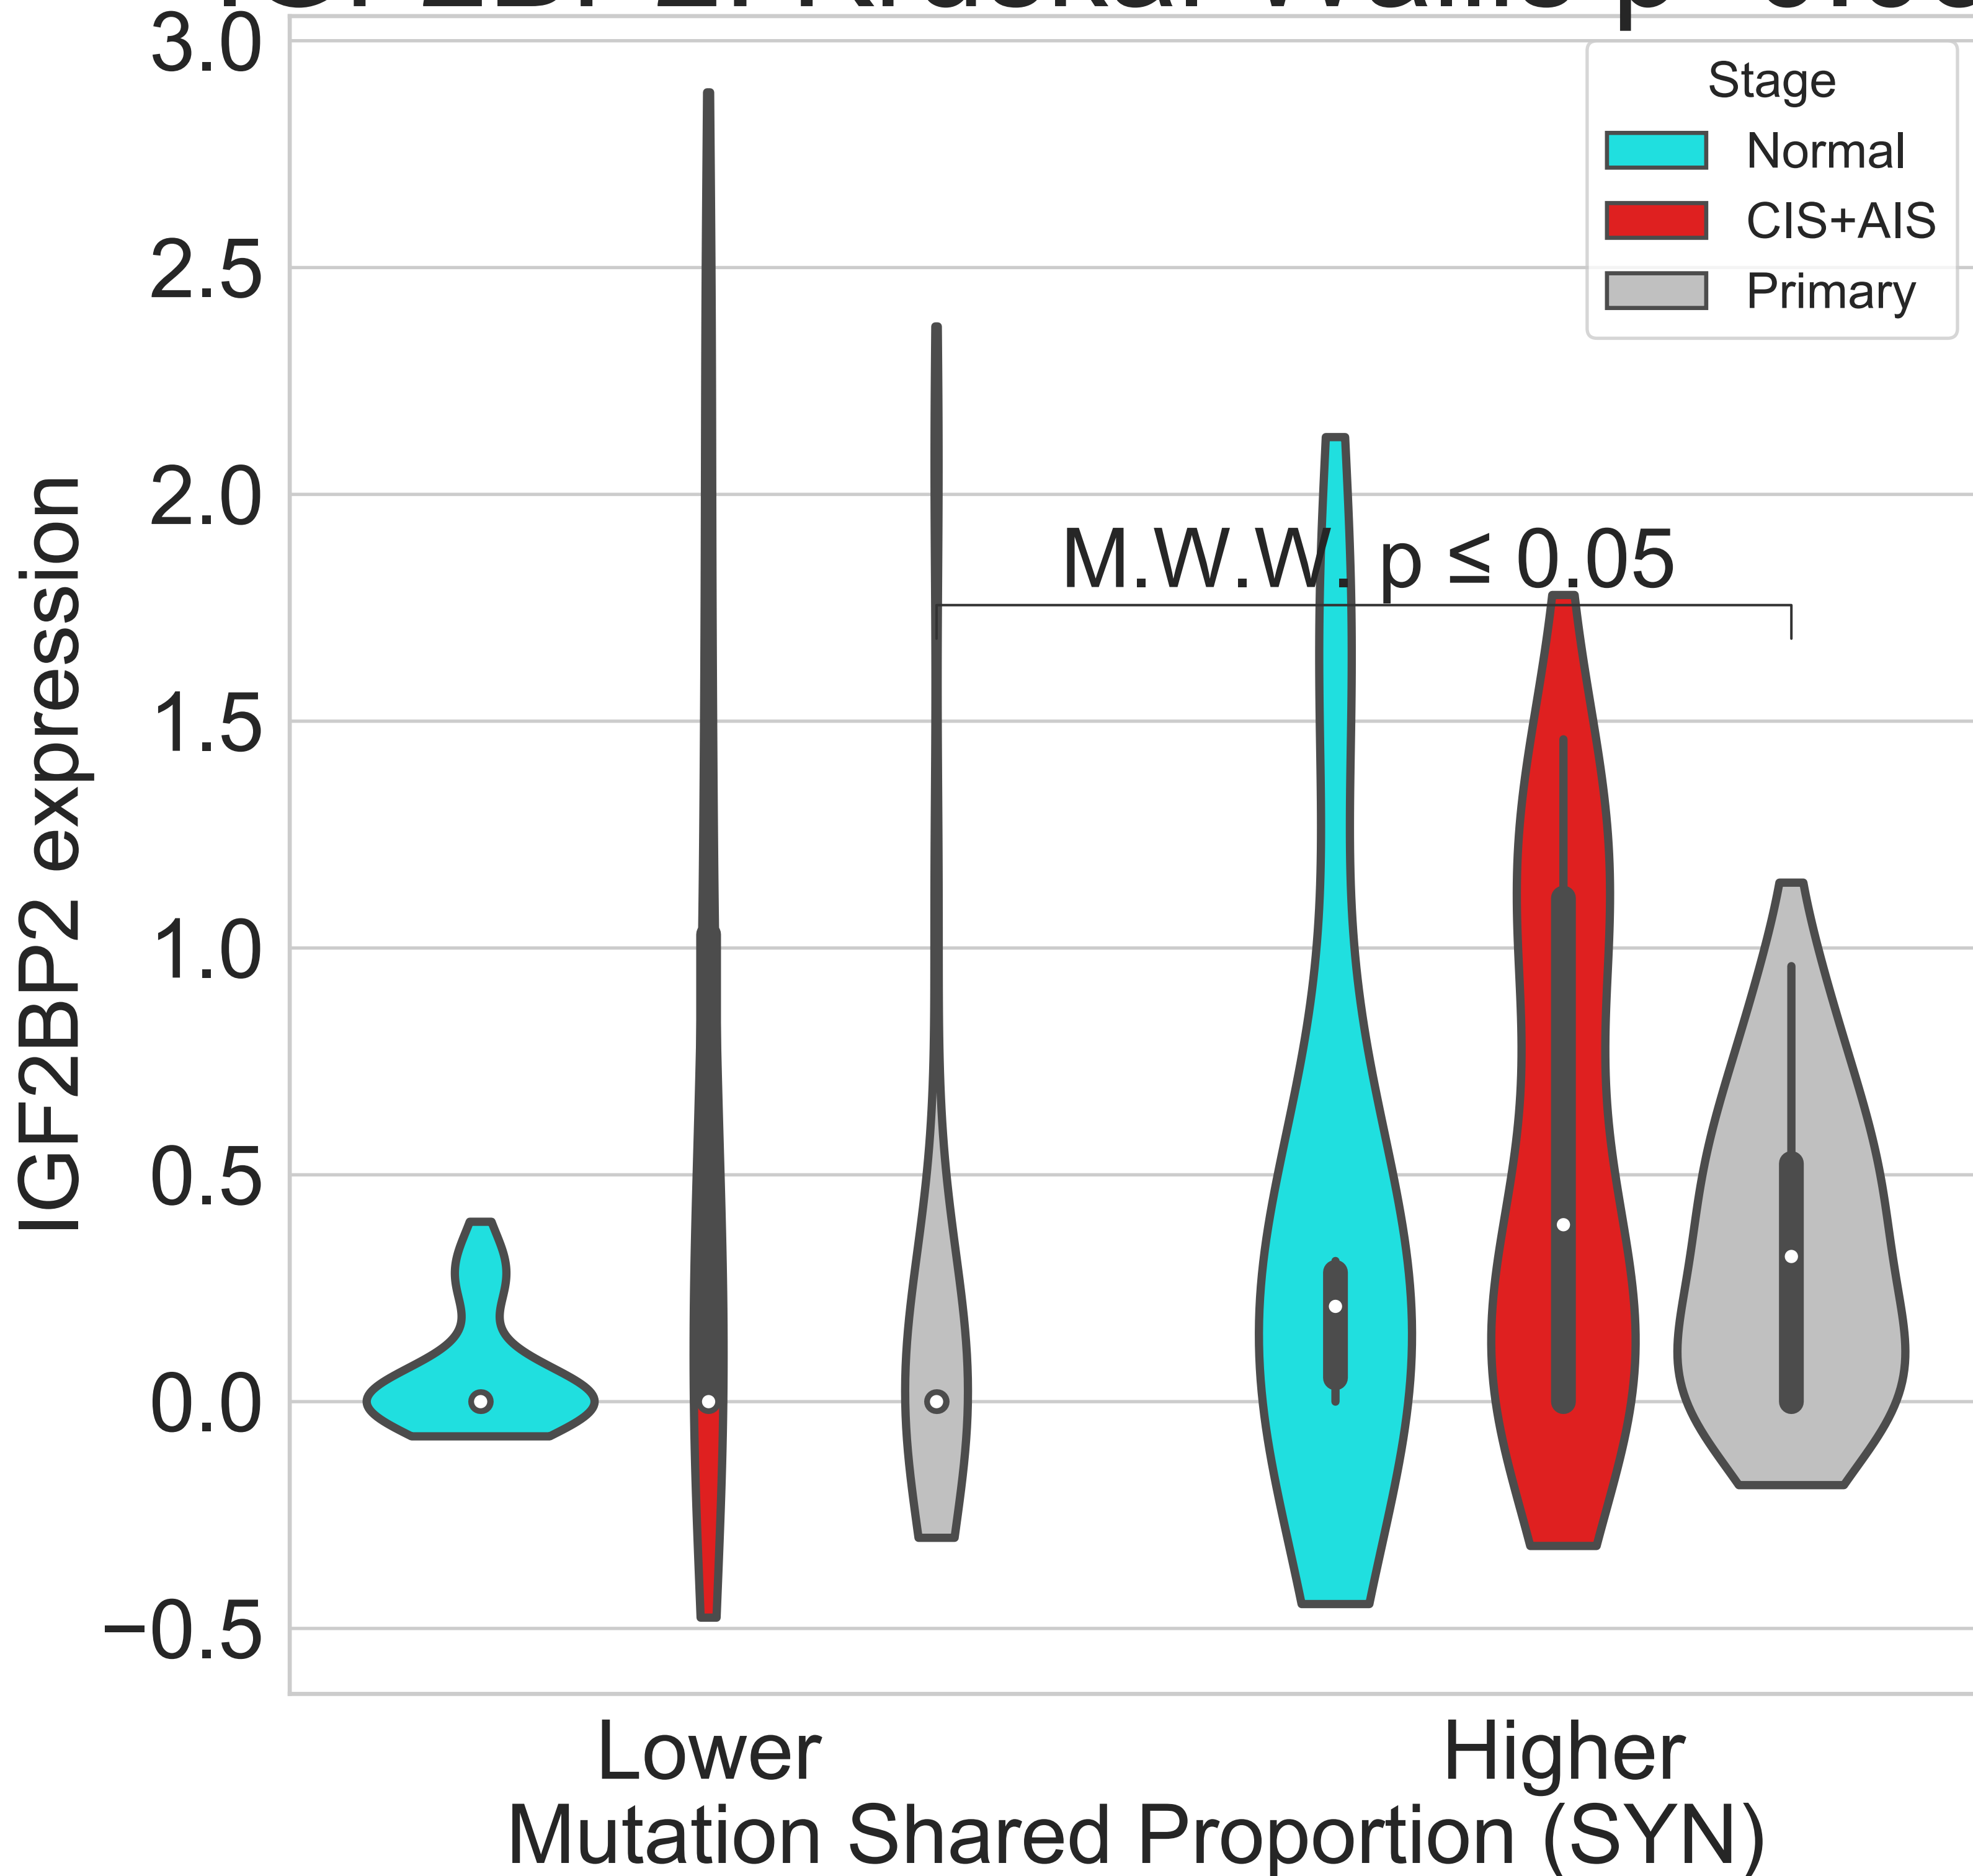 3.0
2.5
2.0
1.5
1.0
0.5
0.0
−0.5
IGF2BP2 expression
Stage
Normal
CIS+AIS
Primary
M.W.W. p ≤ 0.05
Lower
Higher
Mutation Shared Proportion (SYN)